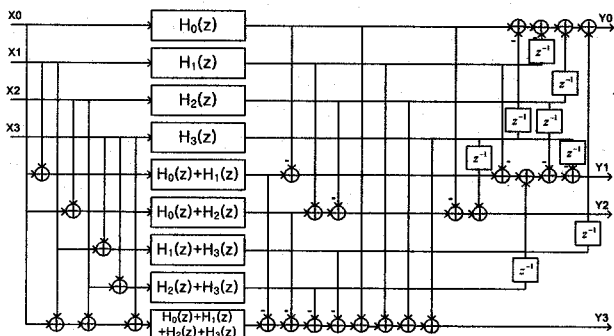 X0
H₀(z)
Y0
z⁻¹
X1
H₁(z)
z⁻¹
X2
H₂(z)
z⁻¹
z⁻¹
X3
H₃(z)
z⁻¹
z⁻¹
H₀(z)+H₁(z)
Y1
H₀(z)+H₂(z)
Y2
z⁻¹
H₁(z)+H₃(z)
z⁻¹
H₂(z)+H₃(z)
H₀(z)+H₁(z)
+H₂(z)+H₃(z)
Y3